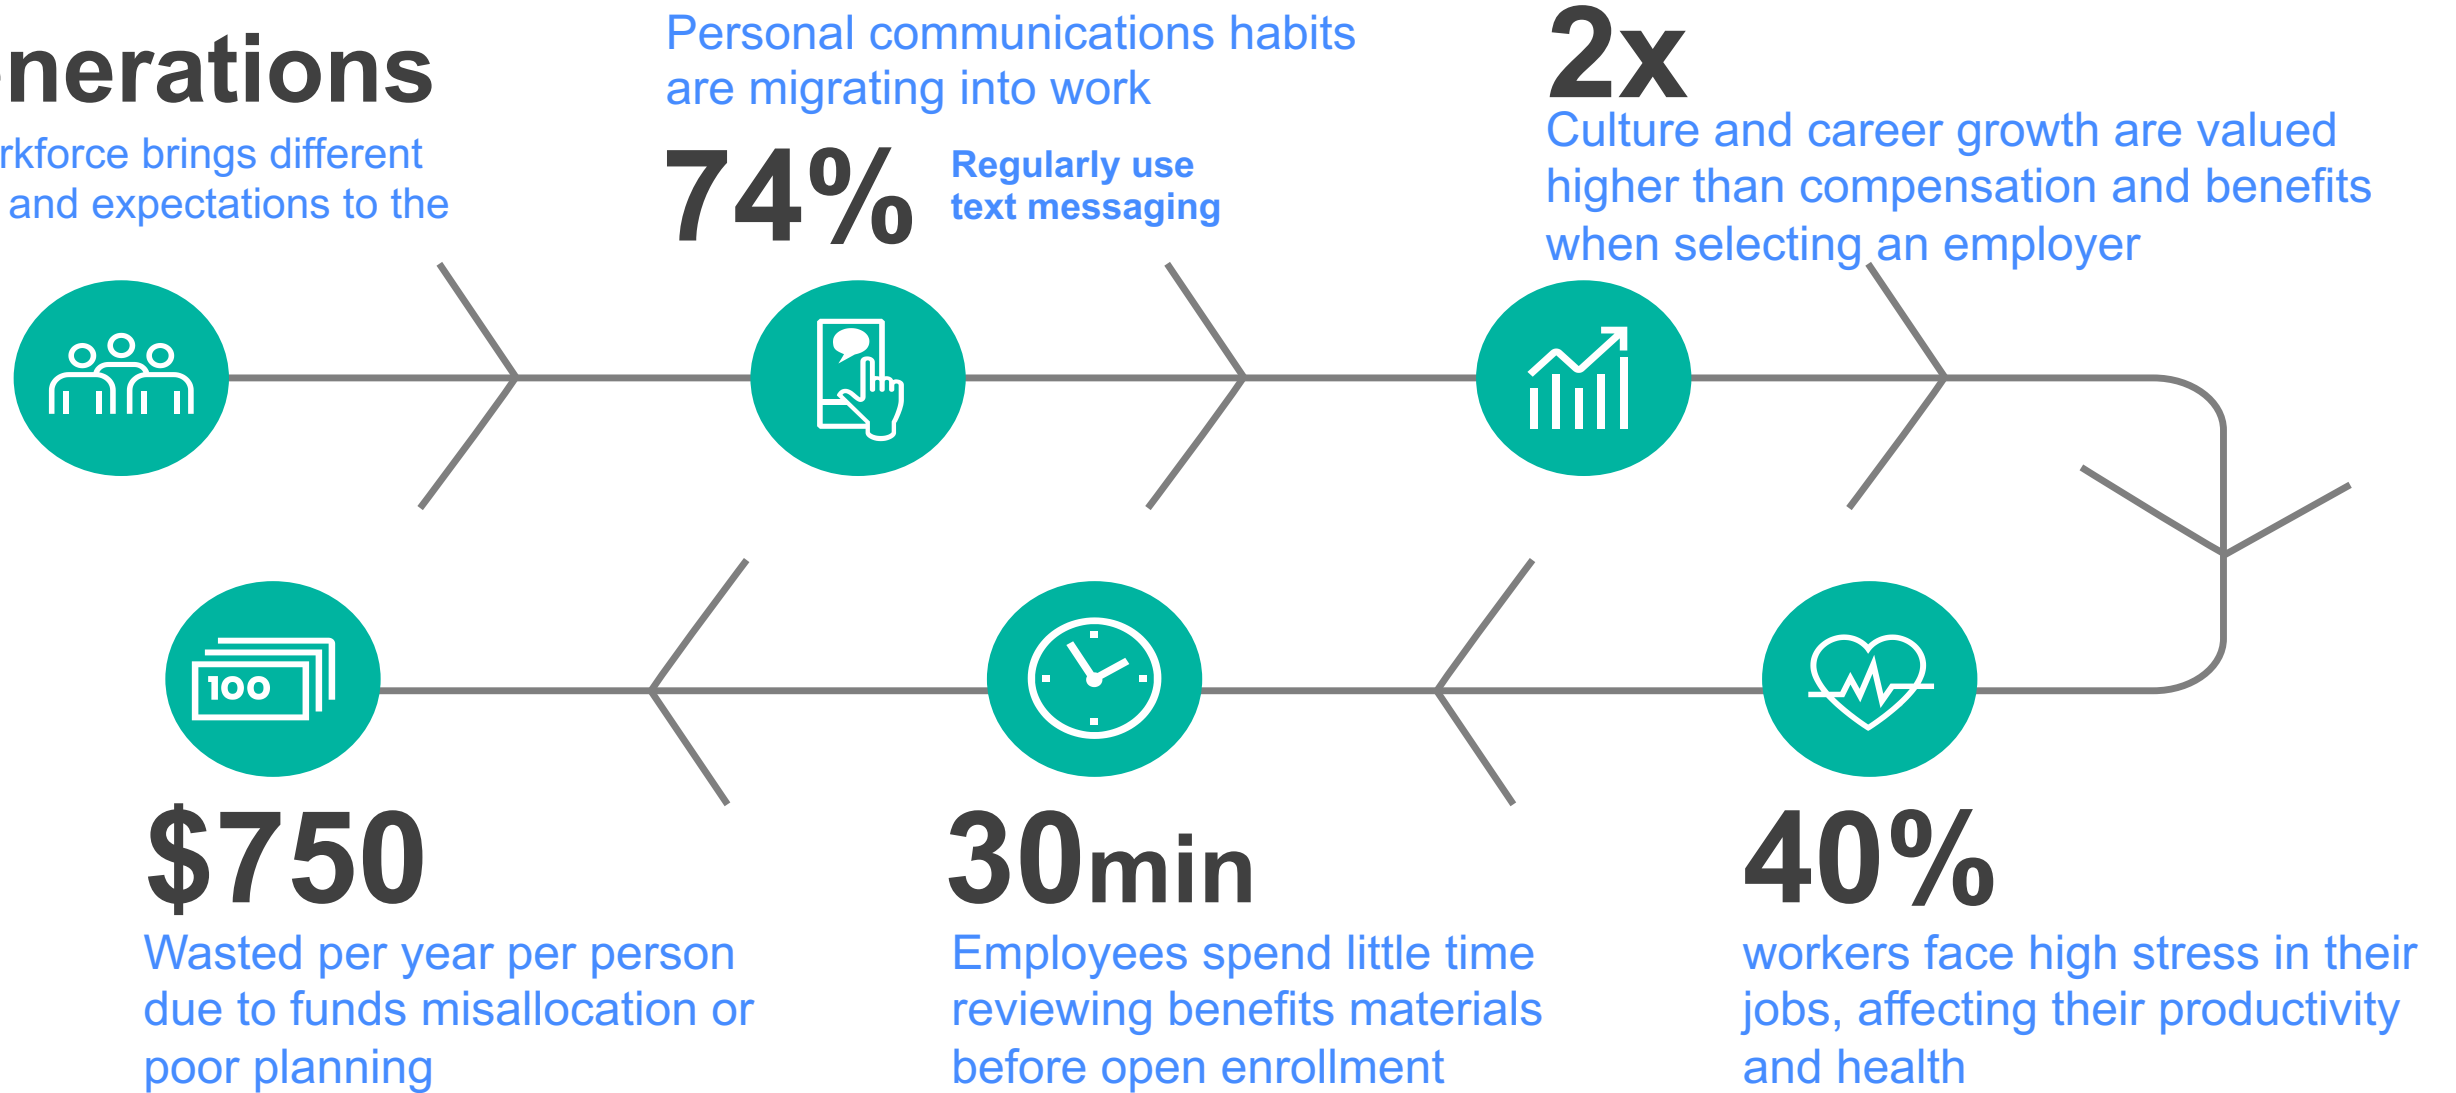 nerations
rkforce brings different
and expectations to the
Personal communications habits
are migrating into work
74%
Regularly use
text messaging
2x
Culture and career growth are valued
higher than compensation and benefits
when selecting an employer
100
$750
Wasted per year per person
due to funds misallocation or
poor planning
30min
Employees spend little time
reviewing benefits materials
before open enrollment
40%
workers face high stress in their
jobs, affecting their productivity
and health